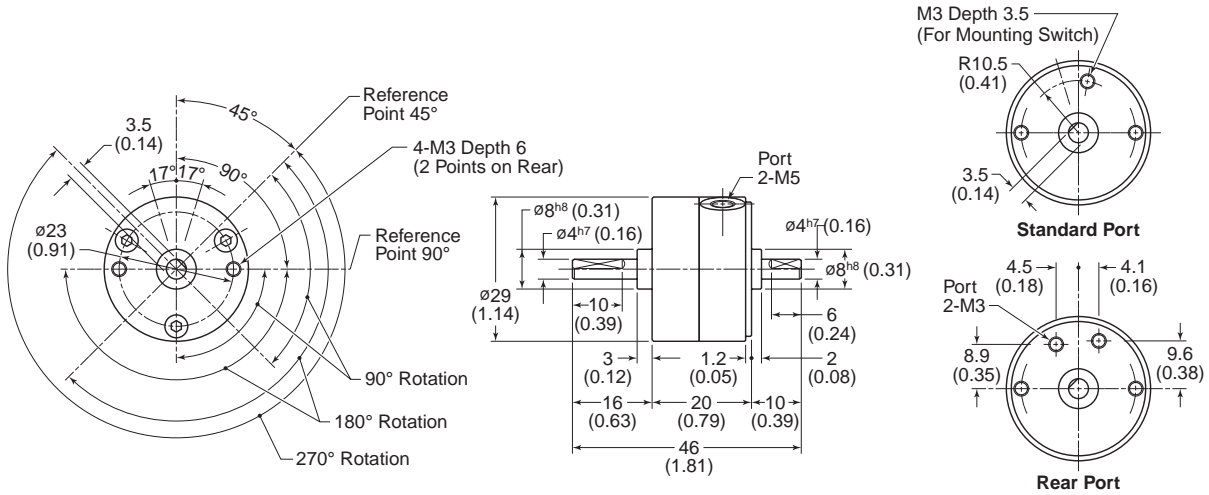 45°
Reference
Point 45°
3.5
(0.14)
4-M3 Depth 6
(2 Points on Rear)
17° 17°
90°
ø23
(0.91)
Reference
Point 90°
90° Rotation
180° Rotation
270° Rotation
Port
2-M5
ø8h8 (0.31)
ø4h7 (0.16)
ø4h7 (0.16)
ø8h8 (0.31)
ø29
(1.14)
10
(0.39)
6
(0.24)
3
(0.12)
1.2
(0.05)
2
(0.08)
16
(0.63)
20
(0.79)
10
(0.39)
46
(1.81)
M3 Depth 3.5
(For Mounting Switch)
R10.5
(0.41)
3.5
(0.14)
Standard Port
4.5
(0.18)
4.1
(0.16)
Port
2-M3
8.9
(0.35)
9.6
(0.38)
Rear Port